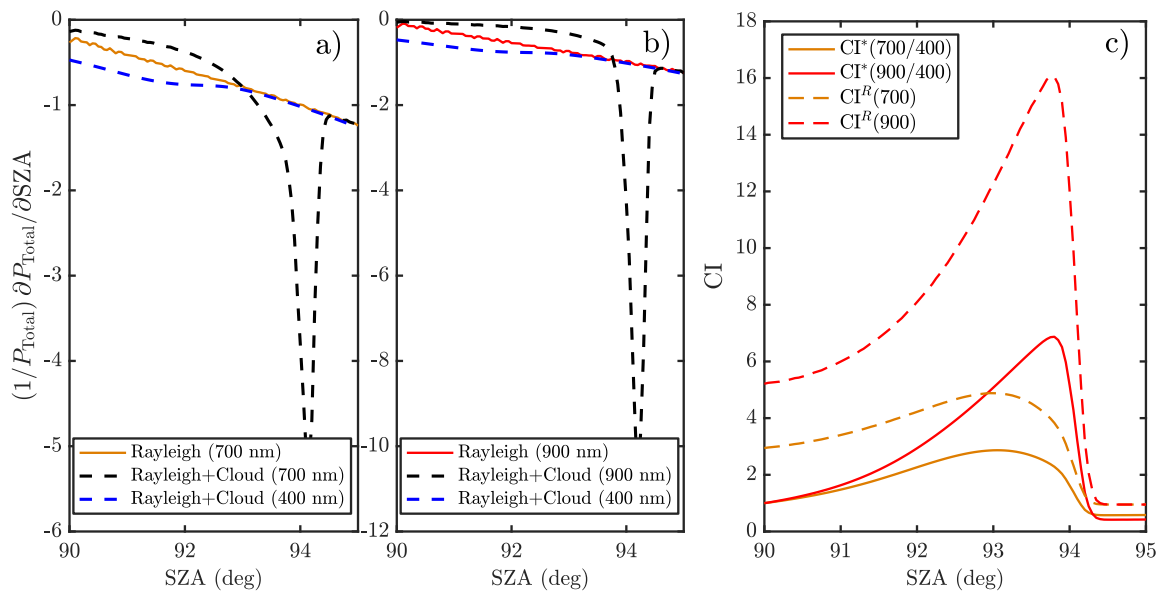 a)
(1/P_Total) ∂P_Total/∂SZA
0
-1
-2
-3
-4
-5
-6
Rayleigh (700 nm)
Rayleigh+Cloud (700 nm)
Rayleigh+Cloud (400 nm)
90
92
94
SZA (deg)
b)
0
-2
-4
-6
-8
-10
-12
Rayleigh (900 nm)
Rayleigh+Cloud (900 nm)
Rayleigh+Cloud (400 nm)
90
92
94
SZA (deg)
c)
CI*(700/400)
CI*(900/400)
CI^R(700)
CI^R(900)
CI
18
16
14
12
10
8
6
4
2
0
90
91
92
93
94
95
SZA (deg)